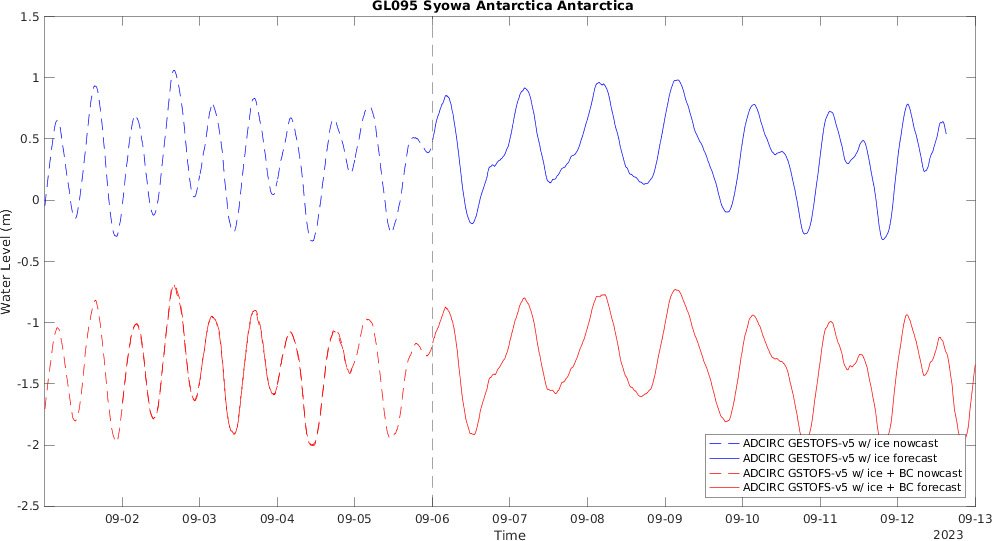 GL095 Syowa Antarctica Antarctica
1.5
1
0.5
0
-0.5
-1
-1.5
-2
-2.5
Water Level (m)
ADCIRC GESTOFS-v5 w/ ice nowcast
ADCIRC GESTOFS-v5 w/ ice forecast
ADCIRC GSTOFS-v5 w/ ice + BC nowcast
ADCIRC GSTOFS-v5 w/ ice + BC forecast
09-02 09-03 09-04 09-05 09-06 09-07 09-08 09-09 09-10 09-11 09-12 09-13
Time
2023